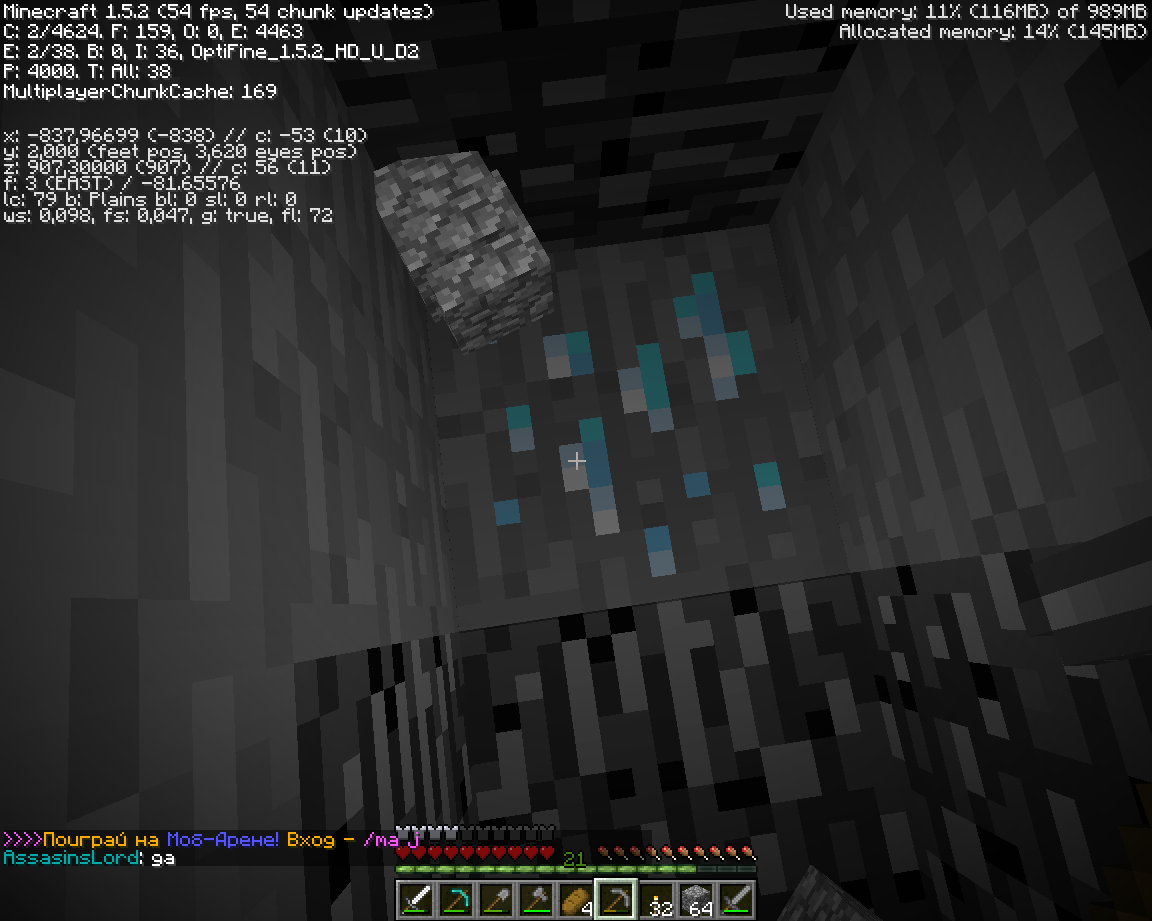 Minecraft 1.5.2 (54 fps, 54 chunk updates)
C: 2/4624. F: 159, O: 0, E: 4463
E: 2/38. B: 0, I: 36, OptiFine_1.5.2_HD_U_D2
P: 4000. T: All: 38
MultiplayerChunkCache: 169
Used memory: 11% (116MB) of 989MB
Allocated memory: 14% (145MB)
x: -837,96699 (-838) // c: -53 (10)
y: 2,000 (feet pos, 3,620 eyes pos)
z: 907,30000 (907) // c: 56 (11)
f: 3 (EAST) / -81.65576
lc: 79 b: Plains bl: 0 sl: 0 rl: 0
ws: 0,098, fs: 0,047, g: true, fl: 72
>>>>Поиграй на Моб-Арене! Вход - /ma j
AssasinsLord: ga
21
4 32 64